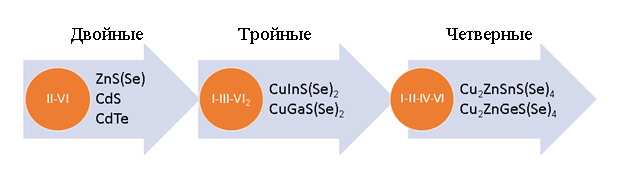 Двойные
Тройные
Четверные
II-VI
ZnS(Se)
CdS
CdTe
I-III-VI₂
CuInS(Se)₂
CuGaS(Se)₂
I-II-IV-VI
Cu₂ZnSnS(Se)₄
Cu₂ZnGeS(Se)₄